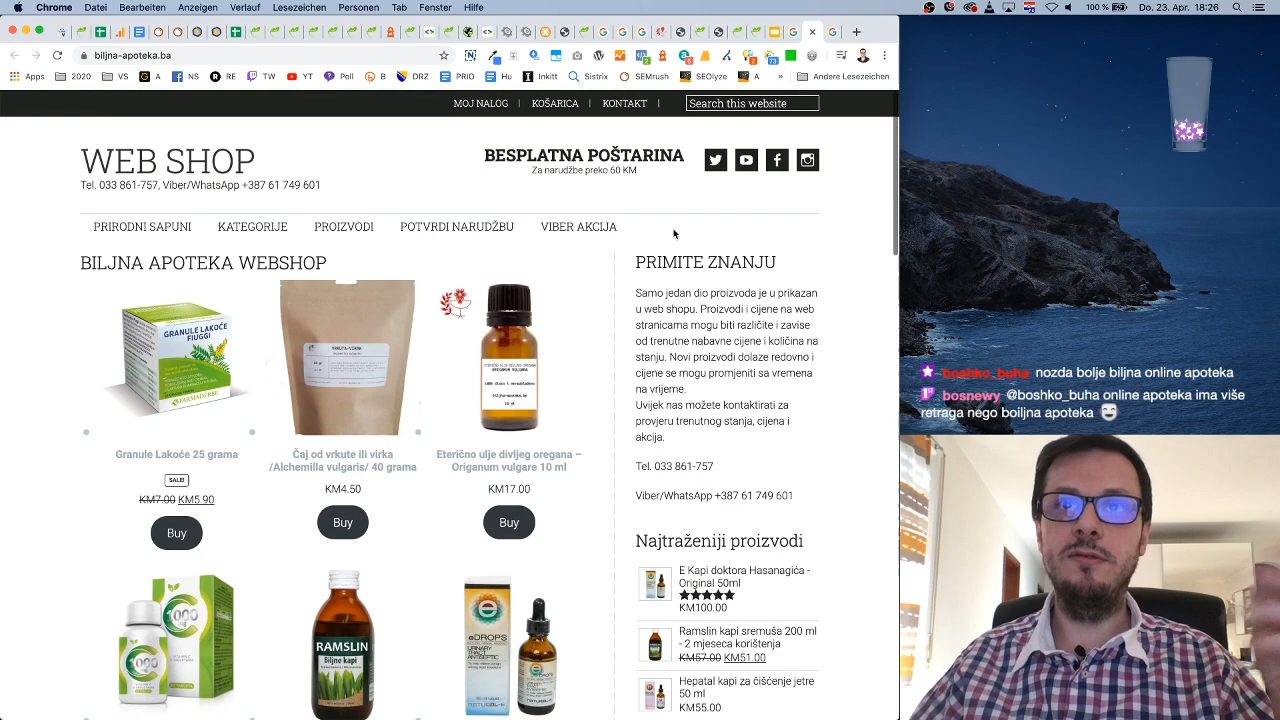 Chrome Datei Bearbeiten Anzeigen Verlauf Lesezeichen Personen Tab Fenster Hilfe
100 % Do. 23. Apr. 18:26
biljna-apoteka.ba
Apps 2020 VS A NS RE TW YT Poll B DRZ PRIO Hu Inkitt Sistrix SEMrush SEOlyze A » Andere Lesezeichen
MOJ NALOG | KOŠARICA | KONTAKT |
Search this website
WEB SHOP
Tel. 033 861-757, Viber/WhatsApp +387 61 749 601
BESPLATNA POŠTARINA
Za narudžbe preko 60 KM
PRIRODNI SAPUNI KATEGORIJE PROIZVODI POTVRDI NARUDŽBU VIBER AKCIJA
BILJNA APOTEKA WEBSHOP
GRANULE LAKOĆE
FIUGGI
FARMADERBE
Granule Lakoće 25 grama
SALE!
KM7.00 KM5.90
Buy
Čaj od vrkute ili virka
/Alchemilla vulgaris/ 40 grama
KM4.50
Buy
ORIGANUM VULGARE
Eterično ulje divljeg oregana –
Origanum vulgare 10 ml
KM17.00
Buy
1000
1000
RAMSLIN
Biljne kapi
e
eDROPS
URINARY
TRACT
ANTISEPTIC
PRIMITE ZNANJU
Samo jedan dio proizvoda je u prikazan
u web shopu. Proizvodi i cijene na web
stranicama mogu biti različite i zavise
od trenutne nabavne cijene i količina na
stanju. Novi proizvodi dolaze redovno i
cijene se mogu promjeniti sa vremena
na vrijeme.
Uvijek nas možete kontaktirati za
provjeru trenutnog stanja, cijena i
akcija.
Tel. 033 861-757
Viber/WhatsApp +387 61 749 601
Najtraženiji proizvodi
E Kapi doktora Hasanagića -
Original 50ml
KM100.00
Ramslin kapi sremuša 200 ml
- 2 mjeseca korištenja
KM57.00 KM51.00
Hepatal kapi za čišćenje jetre
50 ml
KM55.00
boshko_buha nozda bolje biljna online apoteka
bosnewy @boshko_buha online apoteka ima više
retraga nego boiljna apoteka